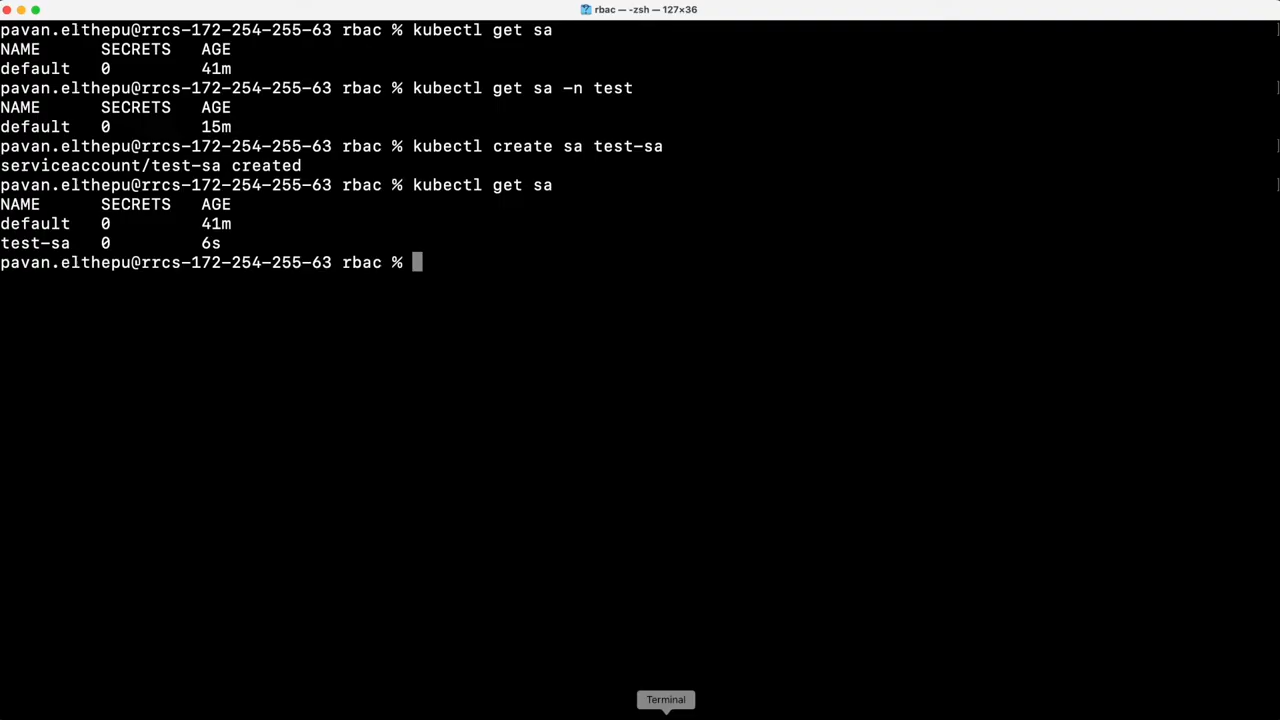 rbac — -zsh — 127×36
pavan.elthepu@rrcs-172-254-255-63 rbac % kubectl get sa
NAME      SECRETS   AGE
default   0         41m
pavan.elthepu@rrcs-172-254-255-63 rbac % kubectl get sa -n test
NAME      SECRETS   AGE
default   0         15m
pavan.elthepu@rrcs-172-254-255-63 rbac % kubectl create sa test-sa
serviceaccount/test-sa created
pavan.elthepu@rrcs-172-254-255-63 rbac % kubectl get sa
NAME      SECRETS   AGE
default   0         41m
test-sa   0         6s
pavan.elthepu@rrcs-172-254-255-63 rbac %
Terminal